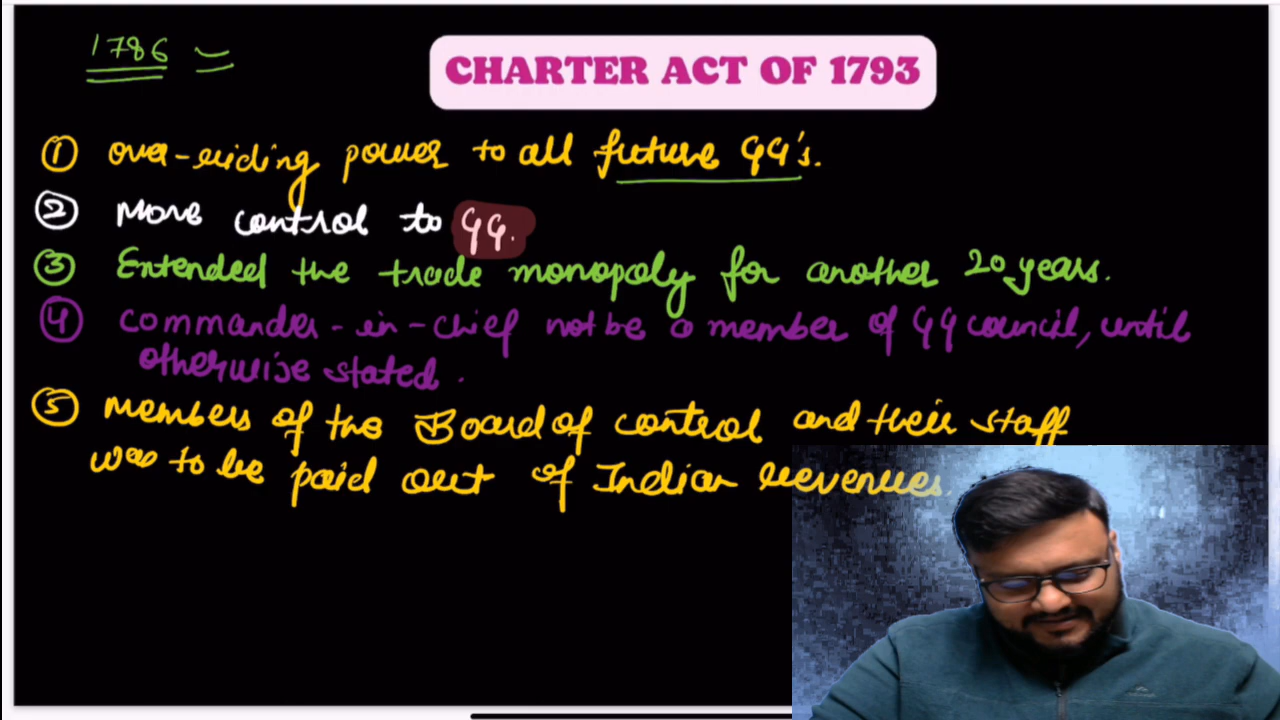 1786 =
CHARTER ACT OF 1793
① over-riding power to all future GG's.
② More control to GG.
③ Extended the trade monopoly for another 20 years.
④ commander-in-chief not be a member of GG council, until
otherwise stated.
⑤ Members of the Board of control and their staff
was to be paid out of Indian revenues.